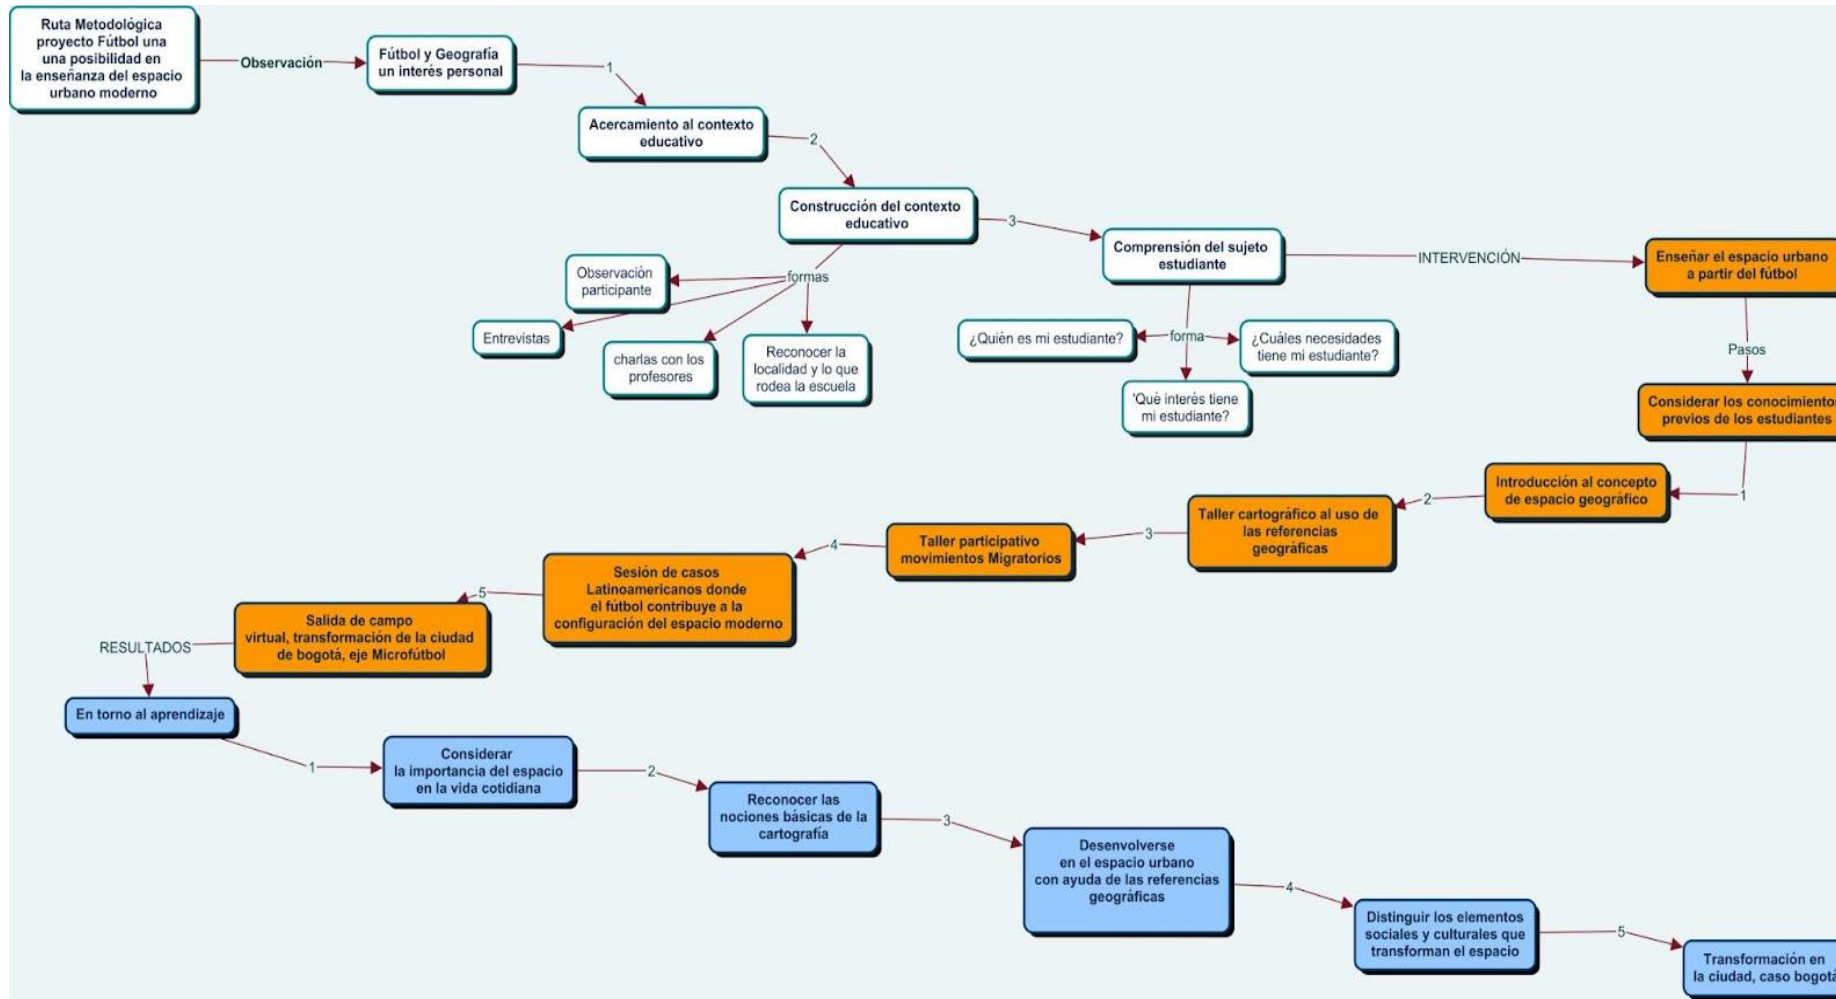 Ruta Metodológica
proyecto Fútbol una
una posibilidad en
la enseñanza del espacio
urbano moderno
Observación
Fútbol y Geografía
un interés personal
1
Acercamiento al contexto
educativo
2
Construcción del contexto
educativo
3
Comprensión del sujeto
estudiante
INTERVENCIÓN
Enseñar el espacio urbano
a partir del fútbol
formas
Observación
participante
Entrevistas
charlas con los
profesores
Reconocer la
localidad y lo que
rodea la escuela
forma
¿Quién es mi estudiante?
'Qué interés tiene
mi estudiante?
¿Cuáles necesidades
tiene mi estudiante?
Pasos
Considerar los conocimientos
previos de los estudiantes
1
Introducción al concepto
de espacio geográfico
2
Taller cartográfico al uso de
las referencias
geográficas
3
Taller participativo
movimientos Migratorios
4
Sesión de casos
Latinoamericanos donde
el fútbol contribuye a la
configuración del espacio moderno
5
Salida de campo
virtual, transformación de la ciudad
de bogotá, eje Microfútbol
RESULTADOS
En torno al aprendizaje
1
Considerar
la importancia del espacio
en la vida cotidiana
2
Reconocer las
nociones básicas de la
cartografía
3
Desenvolverse
en el espacio urbano
con ayuda de las referencias
geográficas
4
Distinguir los elementos
sociales y culturales que
transforman el espacio
5
Transformación en
la ciudad, caso bogotá